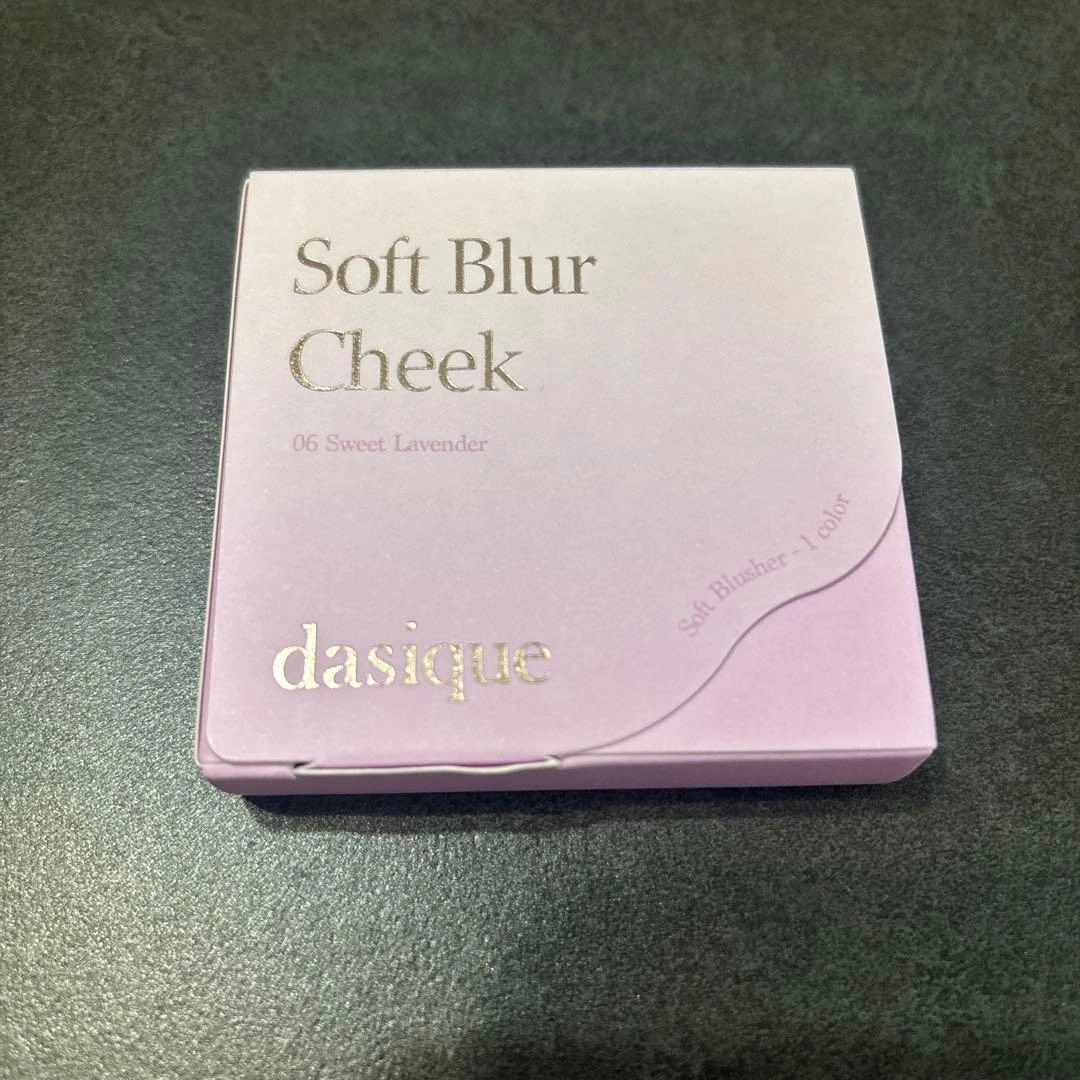 Soft Blur
Cheek
06 Sweet Lavender
Soft Blusher - 1 color
dasique